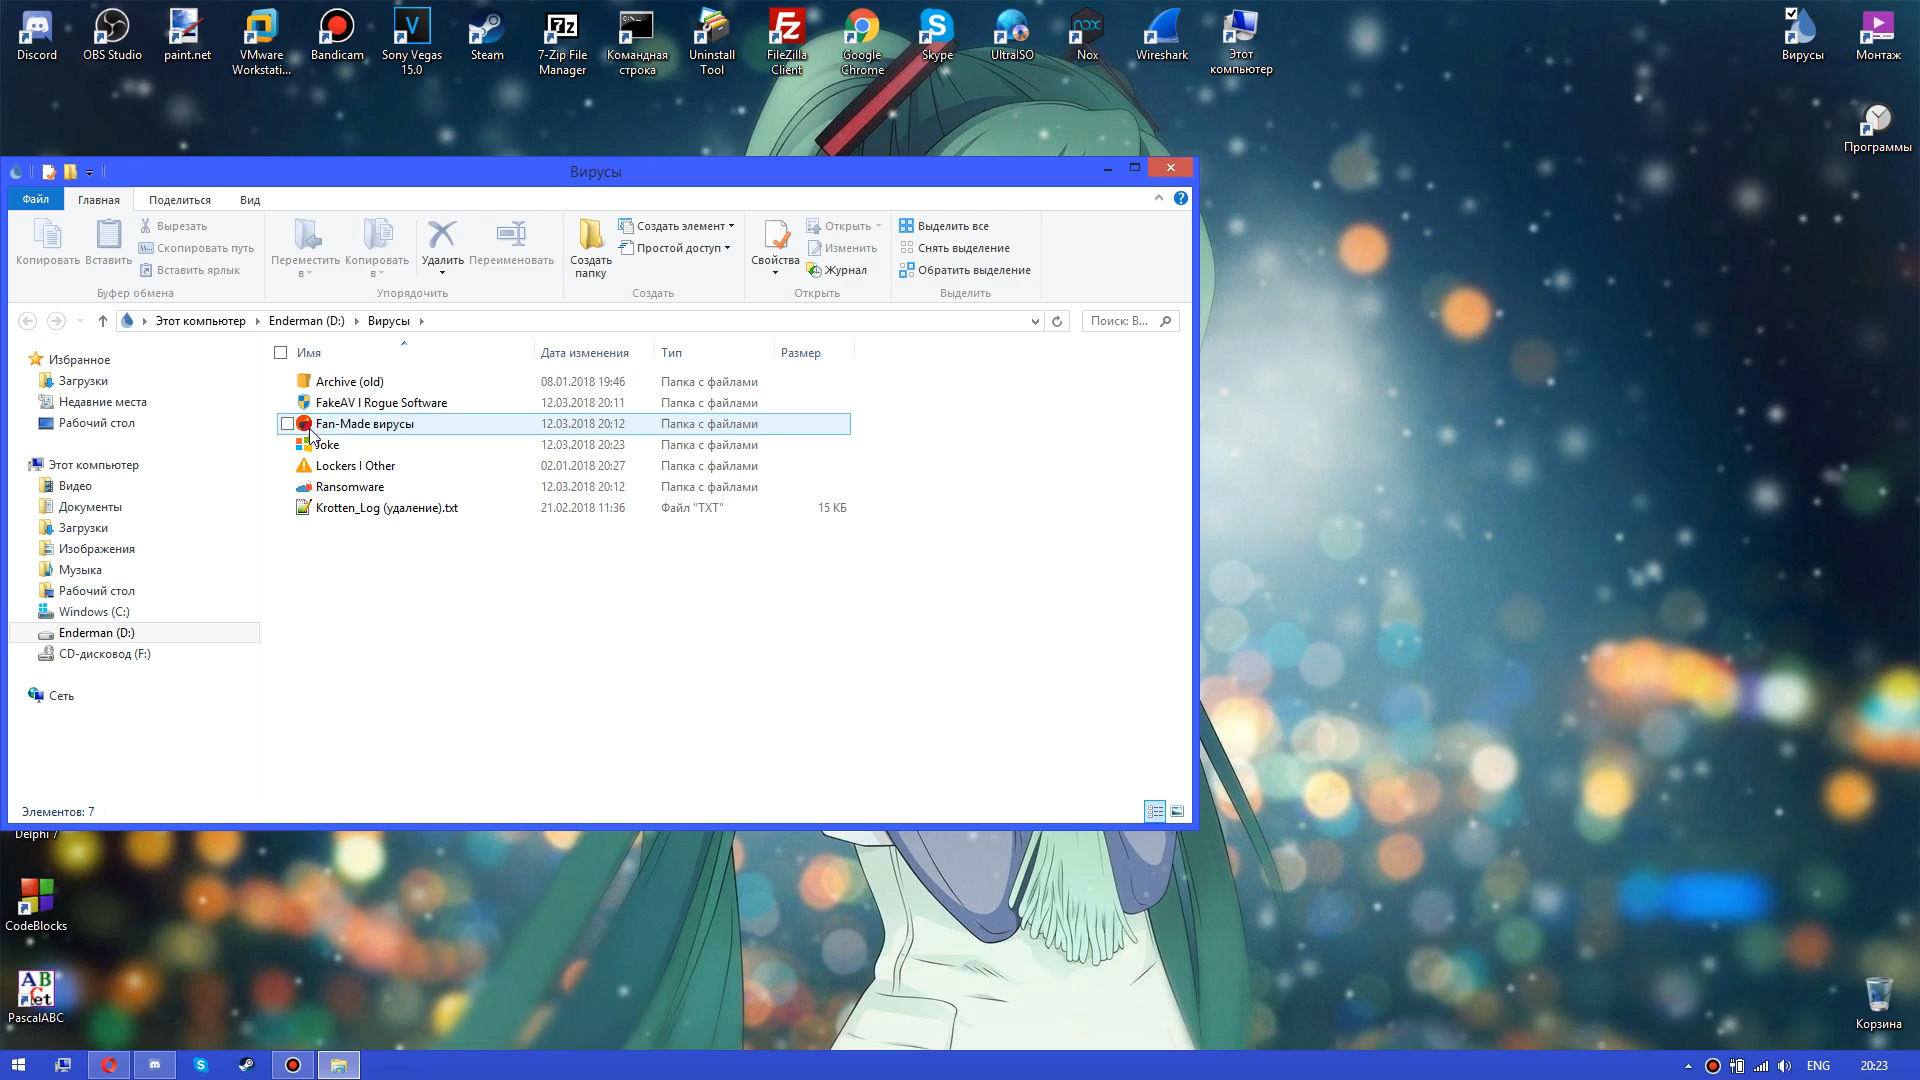 Discord
OBS Studio
paint.net
VMware
Workstati...
Bandicam
Sony Vegas
15.0
Steam
7-Zip File
Manager
Командная
строка
Uninstall
Tool
FileZilla
Client
Google
Chrome
Skype
UltraISO
Nox
Wireshark
Этот
компьютер
Вирусы
Монтаж
Программы
Вирусы
Файл
Главная
Поделиться
Вид
Копировать
Вставить
Вырезать
Скопировать путь
Вставить ярлык
Буфер обмена
Переместить
в
Копировать
в
Удалить
Переименовать
Упорядочить
Создать
папку
Создать элемент
Простой доступ
Создать
Свойства
Открыть
Изменить
Журнал
Открыть
Выделить все
Снять выделение
Обратить выделение
Выделить
Этот компьютер
Enderman (D:)
Вирусы
Поиск: В...
Имя
Дата изменения
Тип
Размер
Archive (old) 08.01.2018 19:46 Папка с файлами
FakeAV | Rogue Software 12.03.2018 20:11 Папка с файлами
Fan-Made вирусы 12.03.2018 20:12 Папка с файлами
Joke 12.03.2018 20:23 Папка с файлами
Lockers | Other 02.01.2018 20:27 Папка с файлами
Ransomware 12.03.2018 20:12 Папка с файлами
Krotten_Log (удаление).txt 21.02.2018 11:36 Файл "TXT" 15 КБ
Избранное
Загрузки
Недавние места
Рабочий стол
Этот компьютер
Видео
Документы
Загрузки
Изображения
Музыка
Рабочий стол
Windows (C:)
Enderman (D:)
CD-дисковод (F:)
Сеть
Элементов: 7
Delphi 7
CodeBlocks
PascalABC
Корзина
ENG
20:23